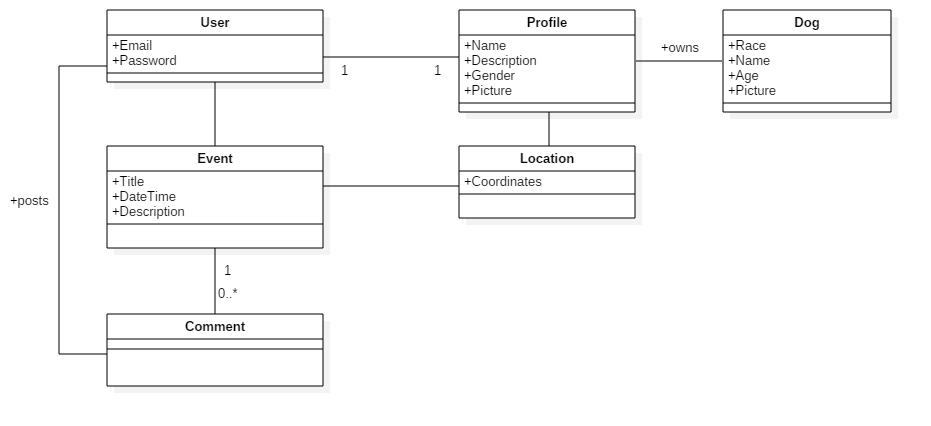 User
+Email
+Password
1
1
Profile
+Name
+Description
+Gender
+Picture
+owns
Dog
+Race
+Name
+Age
+Picture
+posts
Event
+Title
+DateTime
+Description
Location
+Coordinates
1
0..*
Comment